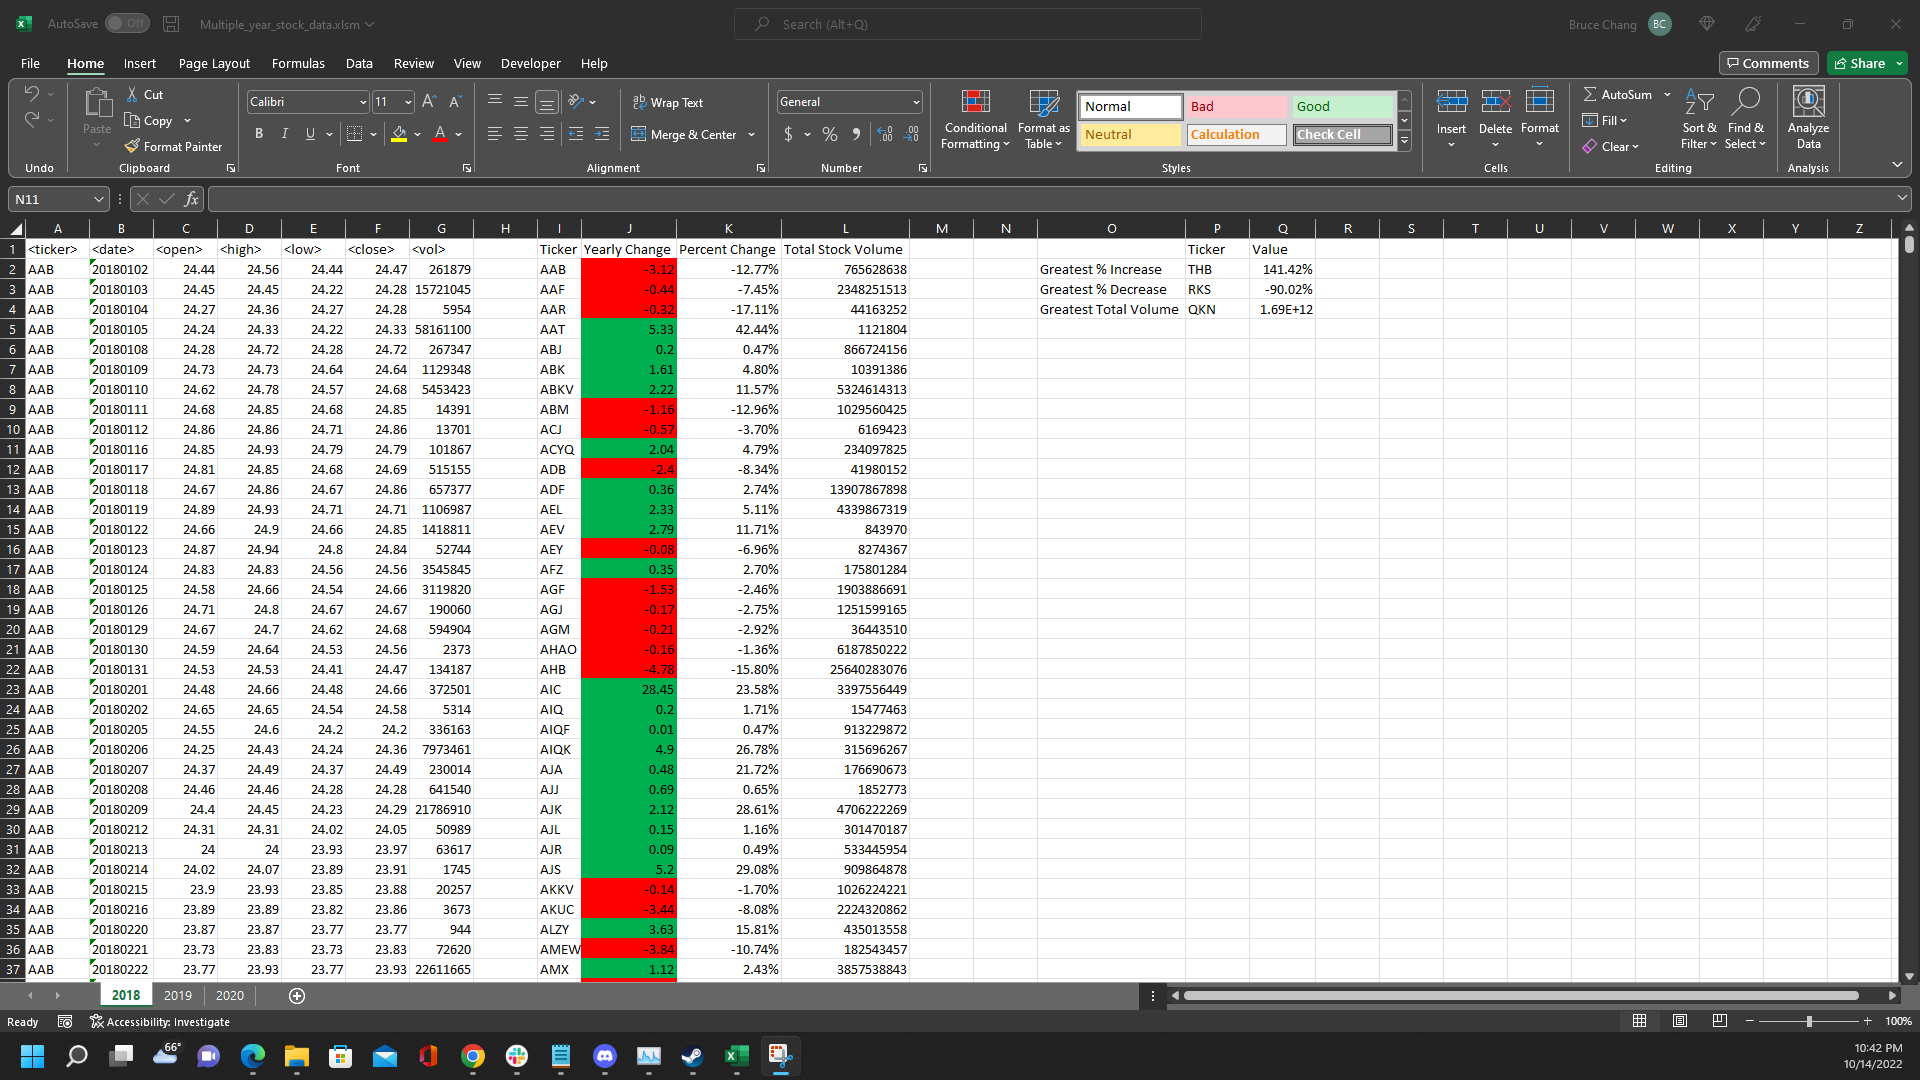 AutoSave Off Multiple_year_stock_data.xlsm Search (Alt+Q) Bruce Chang BC
File Home Insert Page Layout Formulas Data Review View Developer Help Comments Share
Cut Calibri 11 Wrap Text General Normal Bad Good AutoSum
Paste Copy Conditional Formatting Format as Table Neutral Calculation Check Cell Insert Delete Format Fill Sort & Filter Find & Select Analyze Data
Format Painter B I U A Merge & Center $ % Clear
Undo Clipboard Font Alignment Number Styles Cells Editing Analysis
N11 fx
A B C D E F G H I J K L M N O P Q R S T U V W X Y Z
1 <ticker> <date> <open> <high> <low> <close> <vol> Ticker Yearly Change Percent Change Total Stock Volume Ticker Value
2 AAB 20180102 24.44 24.56 24.44 24.47 261879 AAB -3.12 -12.77% 765628638 Greatest % Increase THB 141.42%
3 AAB 20180103 24.45 24.45 24.22 24.28 15721045 AAF -0.44 -7.45% 2348251513 Greatest % Decrease RKS -90.02%
4 AAB 20180104 24.27 24.36 24.27 24.28 5954 AAR -0.32 -17.11% 44163252 Greatest Total Volume QKN 1.69E+12
5 AAB 20180105 24.24 24.33 24.22 24.33 58161100 AAT 5.33 42.44% 1121804
6 AAB 20180108 24.28 24.72 24.28 24.72 267347 ABJ 0.2 0.47% 866724156
7 AAB 20180109 24.73 24.73 24.64 24.64 1129348 ABK 1.61 4.80% 10391386
8 AAB 20180110 24.62 24.78 24.57 24.68 5453423 ABKV 2.22 11.57% 5324614313
9 AAB 20180111 24.68 24.85 24.68 24.85 14391 ABM -1.16 -12.96% 1029560425
10 AAB 20180112 24.86 24.86 24.71 24.86 13701 ACJ -0.57 -3.70% 6169423
11 AAB 20180116 24.85 24.93 24.79 24.79 101867 ACYQ 2.04 4.79% 234097825
12 AAB 20180117 24.81 24.85 24.68 24.69 515155 ADB -2.4 -8.34% 41980152
13 AAB 20180118 24.67 24.86 24.67 24.86 657377 ADF 0.36 2.74% 13907867898
14 AAB 20180119 24.89 24.93 24.71 24.71 1106987 AEL 2.33 5.11% 4339867319
15 AAB 20180122 24.66 24.9 24.66 24.85 1418811 AEV 2.79 11.71% 843970
16 AAB 20180123 24.87 24.94 24.8 24.84 52744 AEY -0.08 -6.96% 8274367
17 AAB 20180124 24.83 24.83 24.56 24.56 3545845 AFZ 0.35 2.70% 175801284
18 AAB 20180125 24.58 24.66 24.54 24.66 3119820 AGF -1.53 -2.46% 1903886691
19 AAB 20180126 24.71 24.8 24.67 24.67 190060 AGJ -0.17 -2.75% 1251599165
20 AAB 20180129 24.67 24.7 24.62 24.68 594904 AGM -0.21 -2.92% 36443510
21 AAB 20180130 24.59 24.64 24.53 24.56 2373 AHAO -0.16 -1.36% 6187850222
22 AAB 20180131 24.53 24.53 24.41 24.47 134187 AHB -4.78 -15.80% 25640283076
23 AAB 20180201 24.48 24.66 24.48 24.66 372501 AIC 28.45 23.58% 3397556449
24 AAB 20180202 24.65 24.65 24.54 24.58 5314 AIQ 0.2 1.71% 15477463
25 AAB 20180205 24.55 24.6 24.2 24.2 336163 AIQF 0.01 0.47% 913229872
26 AAB 20180206 24.25 24.43 24.24 24.36 7973461 AIQK 4.9 26.78% 315696267
27 AAB 20180207 24.37 24.49 24.37 24.49 230014 AJA 0.48 21.72% 176690673
28 AAB 20180208 24.46 24.46 24.28 24.28 641540 AJJ 0.69 0.65% 1852773
29 AAB 20180209 24.4 24.45 24.23 24.29 21786910 AJK 2.12 28.61% 4706222269
30 AAB 20180212 24.31 24.31 24.02 24.05 50989 AJL 0.15 1.16% 301470187
31 AAB 20180213 24 24 23.93 23.97 63617 AJR 0.09 0.49% 533445954
32 AAB 20180214 24.02 24.07 23.89 23.91 1745 AJS 5.2 29.08% 909864878
33 AAB 20180215 23.9 23.93 23.85 23.88 20257 AKKV -0.14 -1.70% 1026224221
34 AAB 20180216 23.89 23.89 23.82 23.86 3673 AKUC -3.44 -8.08% 2224320862
35 AAB 20180220 23.87 23.87 23.77 23.77 944 ALZY 3.63 15.81% 435013558
36 AAB 20180221 23.73 23.83 23.73 23.83 72620 AMEW -3.84 -10.74% 182543457
37 AAB 20180222 23.77 23.93 23.77 23.93 22611665 AMX 1.12 2.43% 3857538843
2018 2019 2020
Ready Accessibility: Investigate 100%
66°
10:42 PM
10/14/2022